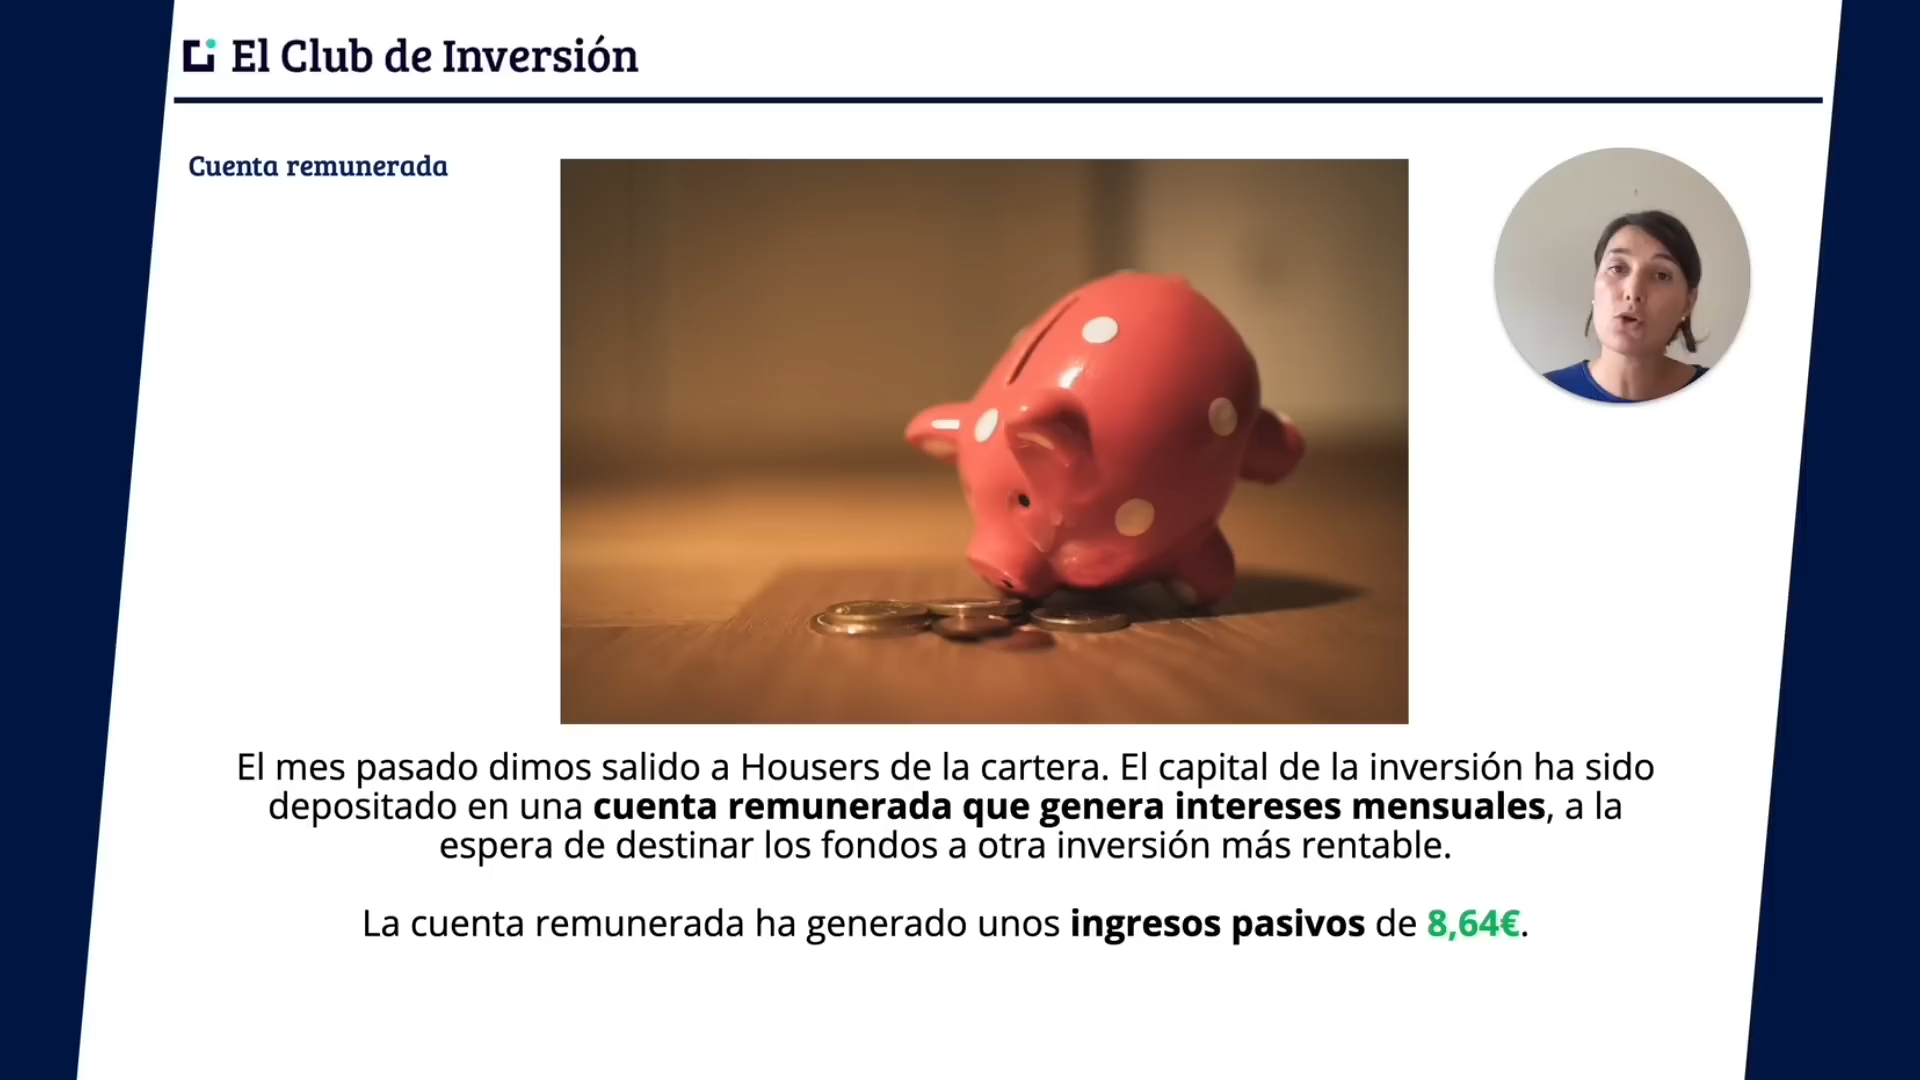 El Club de Inversión
Cuenta remunerada
El mes pasado dimos salido a Housers de la cartera. El capital de la inversión ha sido
depositado en una cuenta remunerada que genera intereses mensuales, a la
espera de destinar los fondos a otra inversión más rentable.
La cuenta remunerada ha generado unos ingresos pasivos de 8,64€.